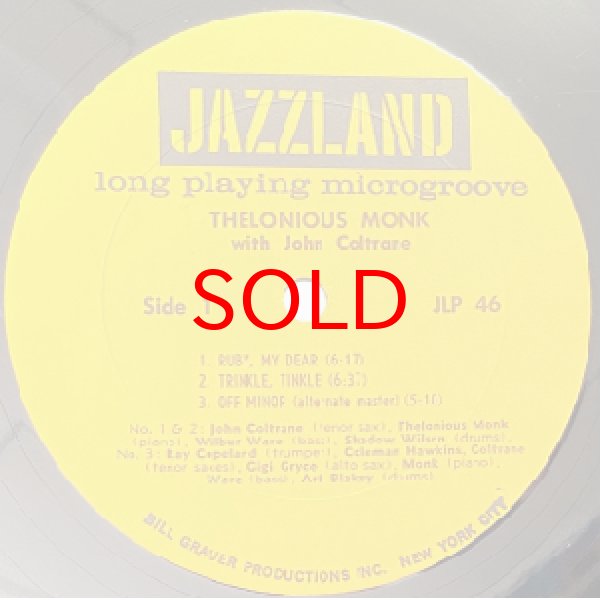 JAZZLAND
long playing microgroove
THELONIOUS MONK
with John Coltrane
Side 1 SOLD JLP 46
1. RUBY, MY DEAR (6-17)
2. TRINKLE, TINKLE (6:37)
3. OFF MINOR (alternate master) (5-10)
No. 1 & 2: John Coltrane (tenor sax), Thelonious Monk
(piano), Wilbur Ware (bass), Shadow Wilson (drums).
No. 3: Ray Copeland (trumpet), Coleman Hawkins, Coltrane
(tenor saxes), Gigi Gryce (alto sax), Monk (piano),
Ware (bass), Art Blakey (drums)
BILL GRAUER PRODUCTIONS INC. NEW YORK CITY